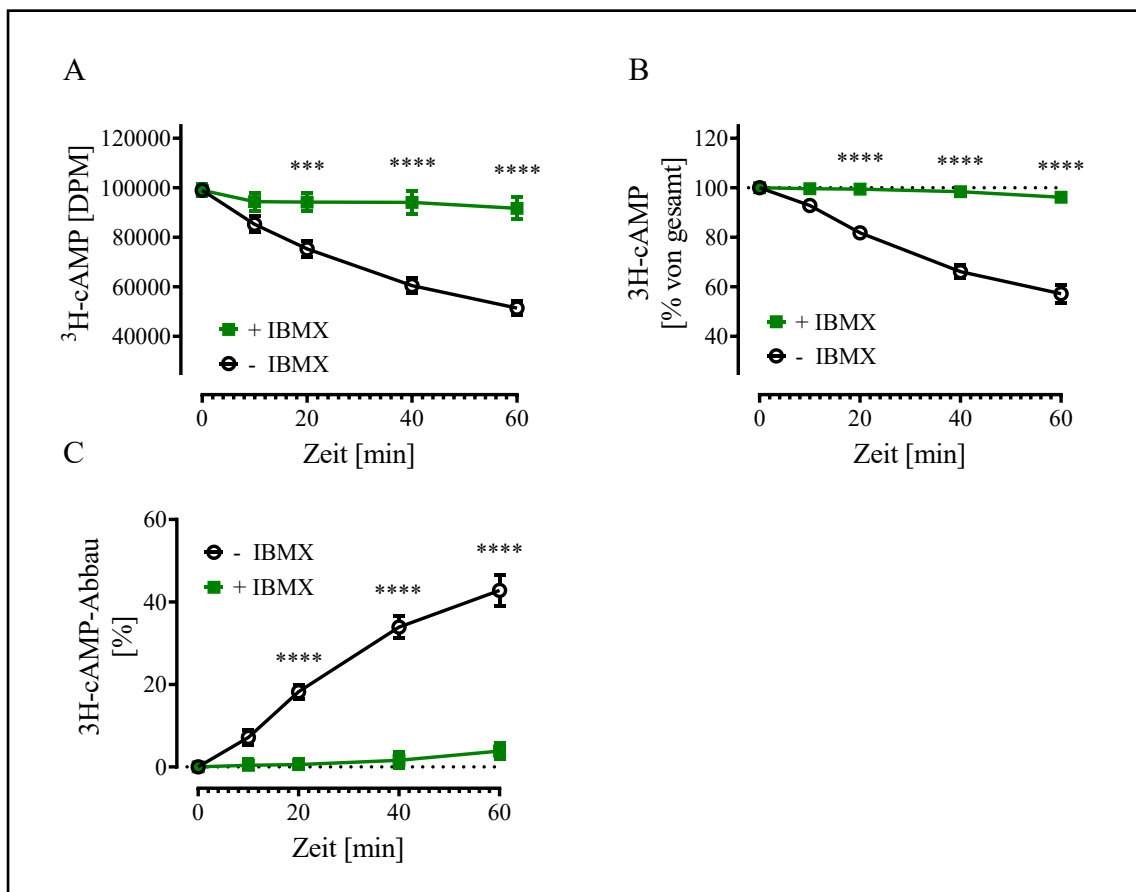 A
³H-cAMP [DPM]
120000
100000
80000
60000
40000
*** **** ****
+ IBMX
- IBMX
0 20 40 60
Zeit [min]
B
3H-cAMP
[% von gesamt]
120
100
80
60
40
**** **** ****
+ IBMX
- IBMX
0 20 40 60
Zeit [min]
C
3H-cAMP-Abbau
[%]
60
40
20
0
- IBMX
+ IBMX
****
****
****
0 20 40 60
Zeit [min]